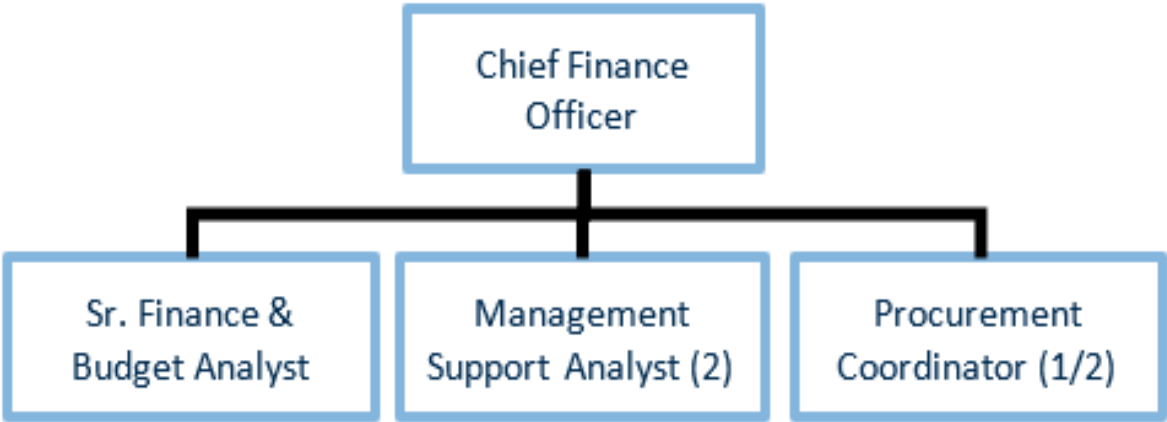 Chief Finance
Officer
Sr. Finance &
Budget Analyst
Management
Support Analyst (2)
Procurement
Coordinator (1/2)